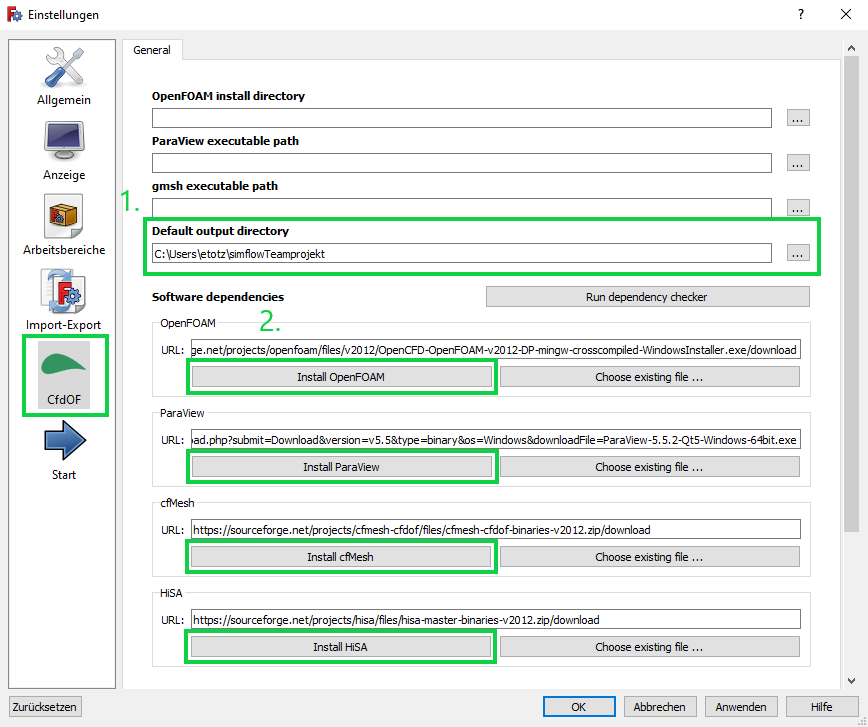 Einstellungen
?
General
Allgemein
Anzeige
Arbeitsbereiche
Import-Export
CfdOF
Start
OpenFOAM install directory
...
ParaView executable path
...
gmsh executable path
...
1.
Default output directory
C:\Users\etotz\simflowTeamprojekt
...
Software dependencies
Run dependency checker
2.
OpenFOAM
URL: ge.net/projects/openfoam/files/v2012/OpenCFD-OpenFOAM-v2012-DP-mingw-crosscompiled-WindowsInstaller.exe/download
Install OpenFOAM
Choose existing file ...
ParaView
URL: oad.php?submit=Download&version=v5.5&type=binary&os=Windows&downloadFile=ParaView-5.5.2-Qt5-Windows-64bit.exe
Install ParaView
Choose existing file ...
cfMesh
URL: https://sourceforge.net/projects/cfmesh-cfdof/files/cfmesh-cfdof-binaries-v2012.zip/download
Install cfMesh
Choose existing file ...
HiSA
URL: https://sourceforge.net/projects/hisa/files/hisa-master-binaries-v2012.zip/download
Install HiSA
Choose existing file ...
Zurücksetzen
OK
Abbrechen
Anwenden
Hilfe